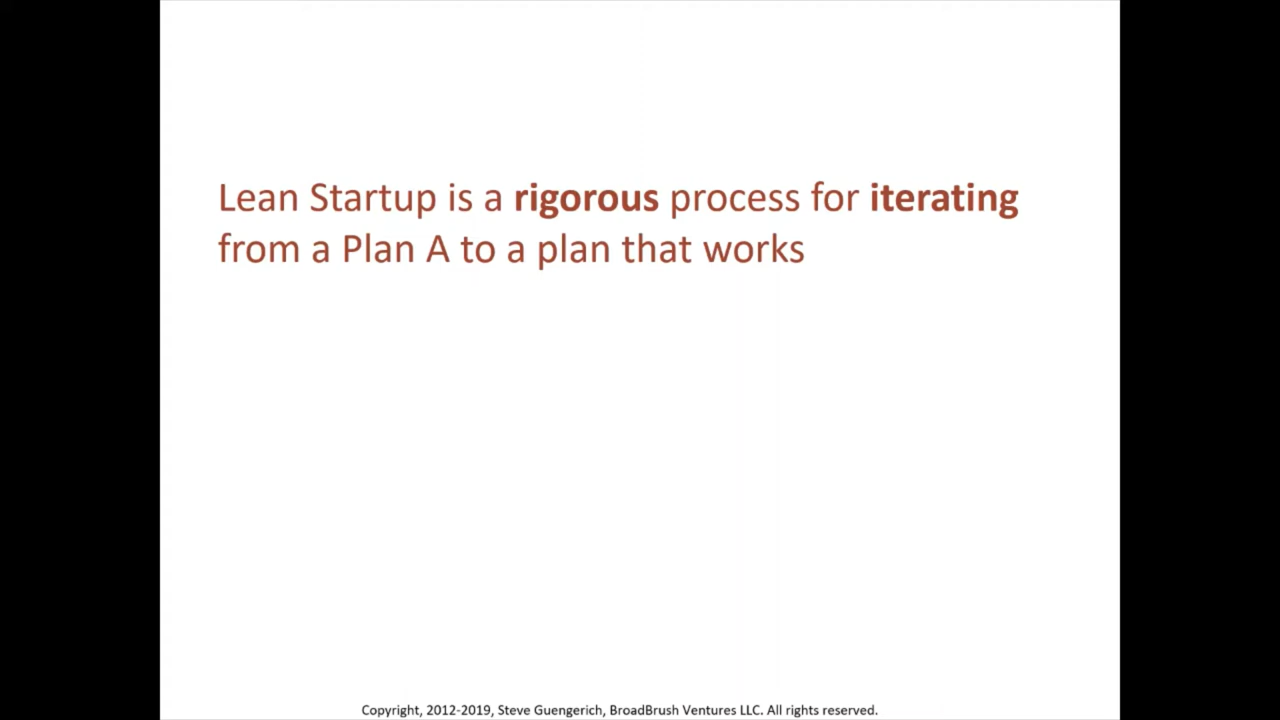 Lean Startup is a rigorous process for iterating
from a Plan A to a plan that works
Copyright, 2012-2019, Steve Guengerich, BroadBrush Ventures LLC. All rights reserved.